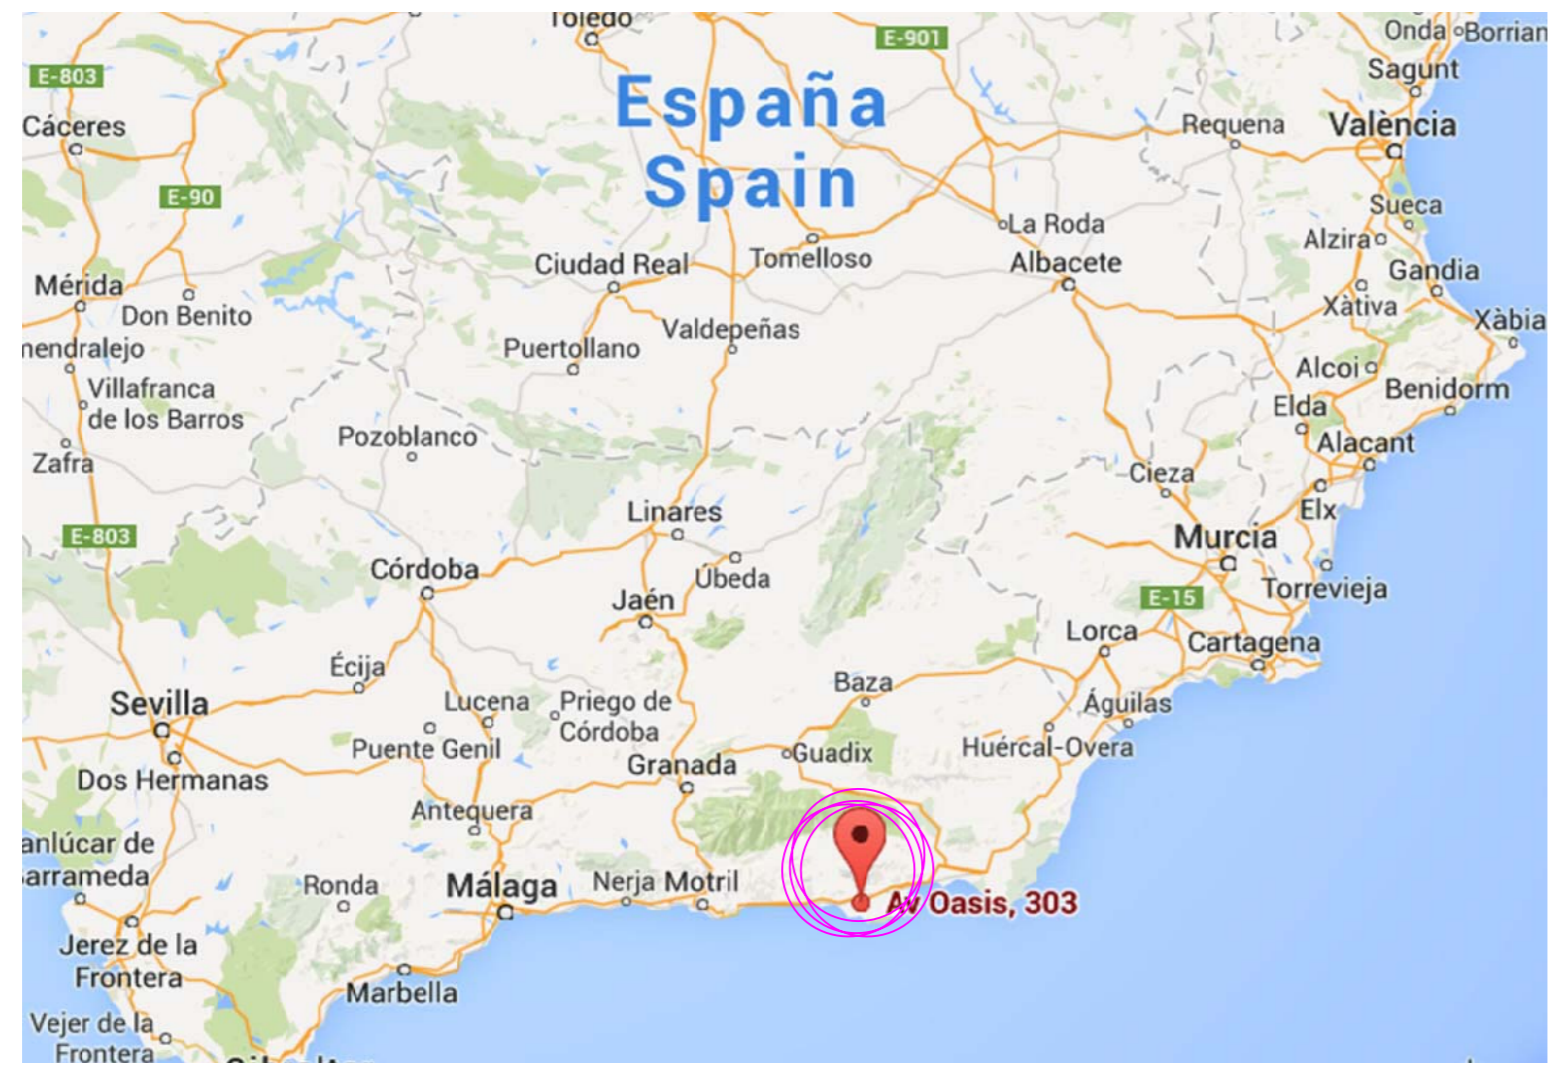 Toledo
E-901
Onda
Borrian
Sagunt
E-803
España
Spain
Cáceres
Requena
València
E-90
Sueca
La Roda
Alzira
Ciudad Real
Tomelloso
Albacete
Gandia
Mérida
Xàtiva
Don Benito
Xàbia
Valdepeñas
Puertollano
mendralejo
Alcoi
Villafranca
de los Barros
Benidorm
Elda
Pozoblanco
Alacant
Zafra
Cieza
Linares
Elx
E-803
Murcia
Córdoba
Úbeda
Torrevieja
Jaén
E-15
Lorca
Cartagena
Écija
Baza
Sevilla
Lucena
Priego de
Córdoba
Águilas
Puente Genil
Huércal-Overa
Guadix
Granada
Dos Hermanas
Antequera
anlúcar de
arrameda
Ronda
Málaga
Nerja
Motril
Av Oasis, 303
Jerez de la
Frontera
Marbella
Vejer de la
Frontera